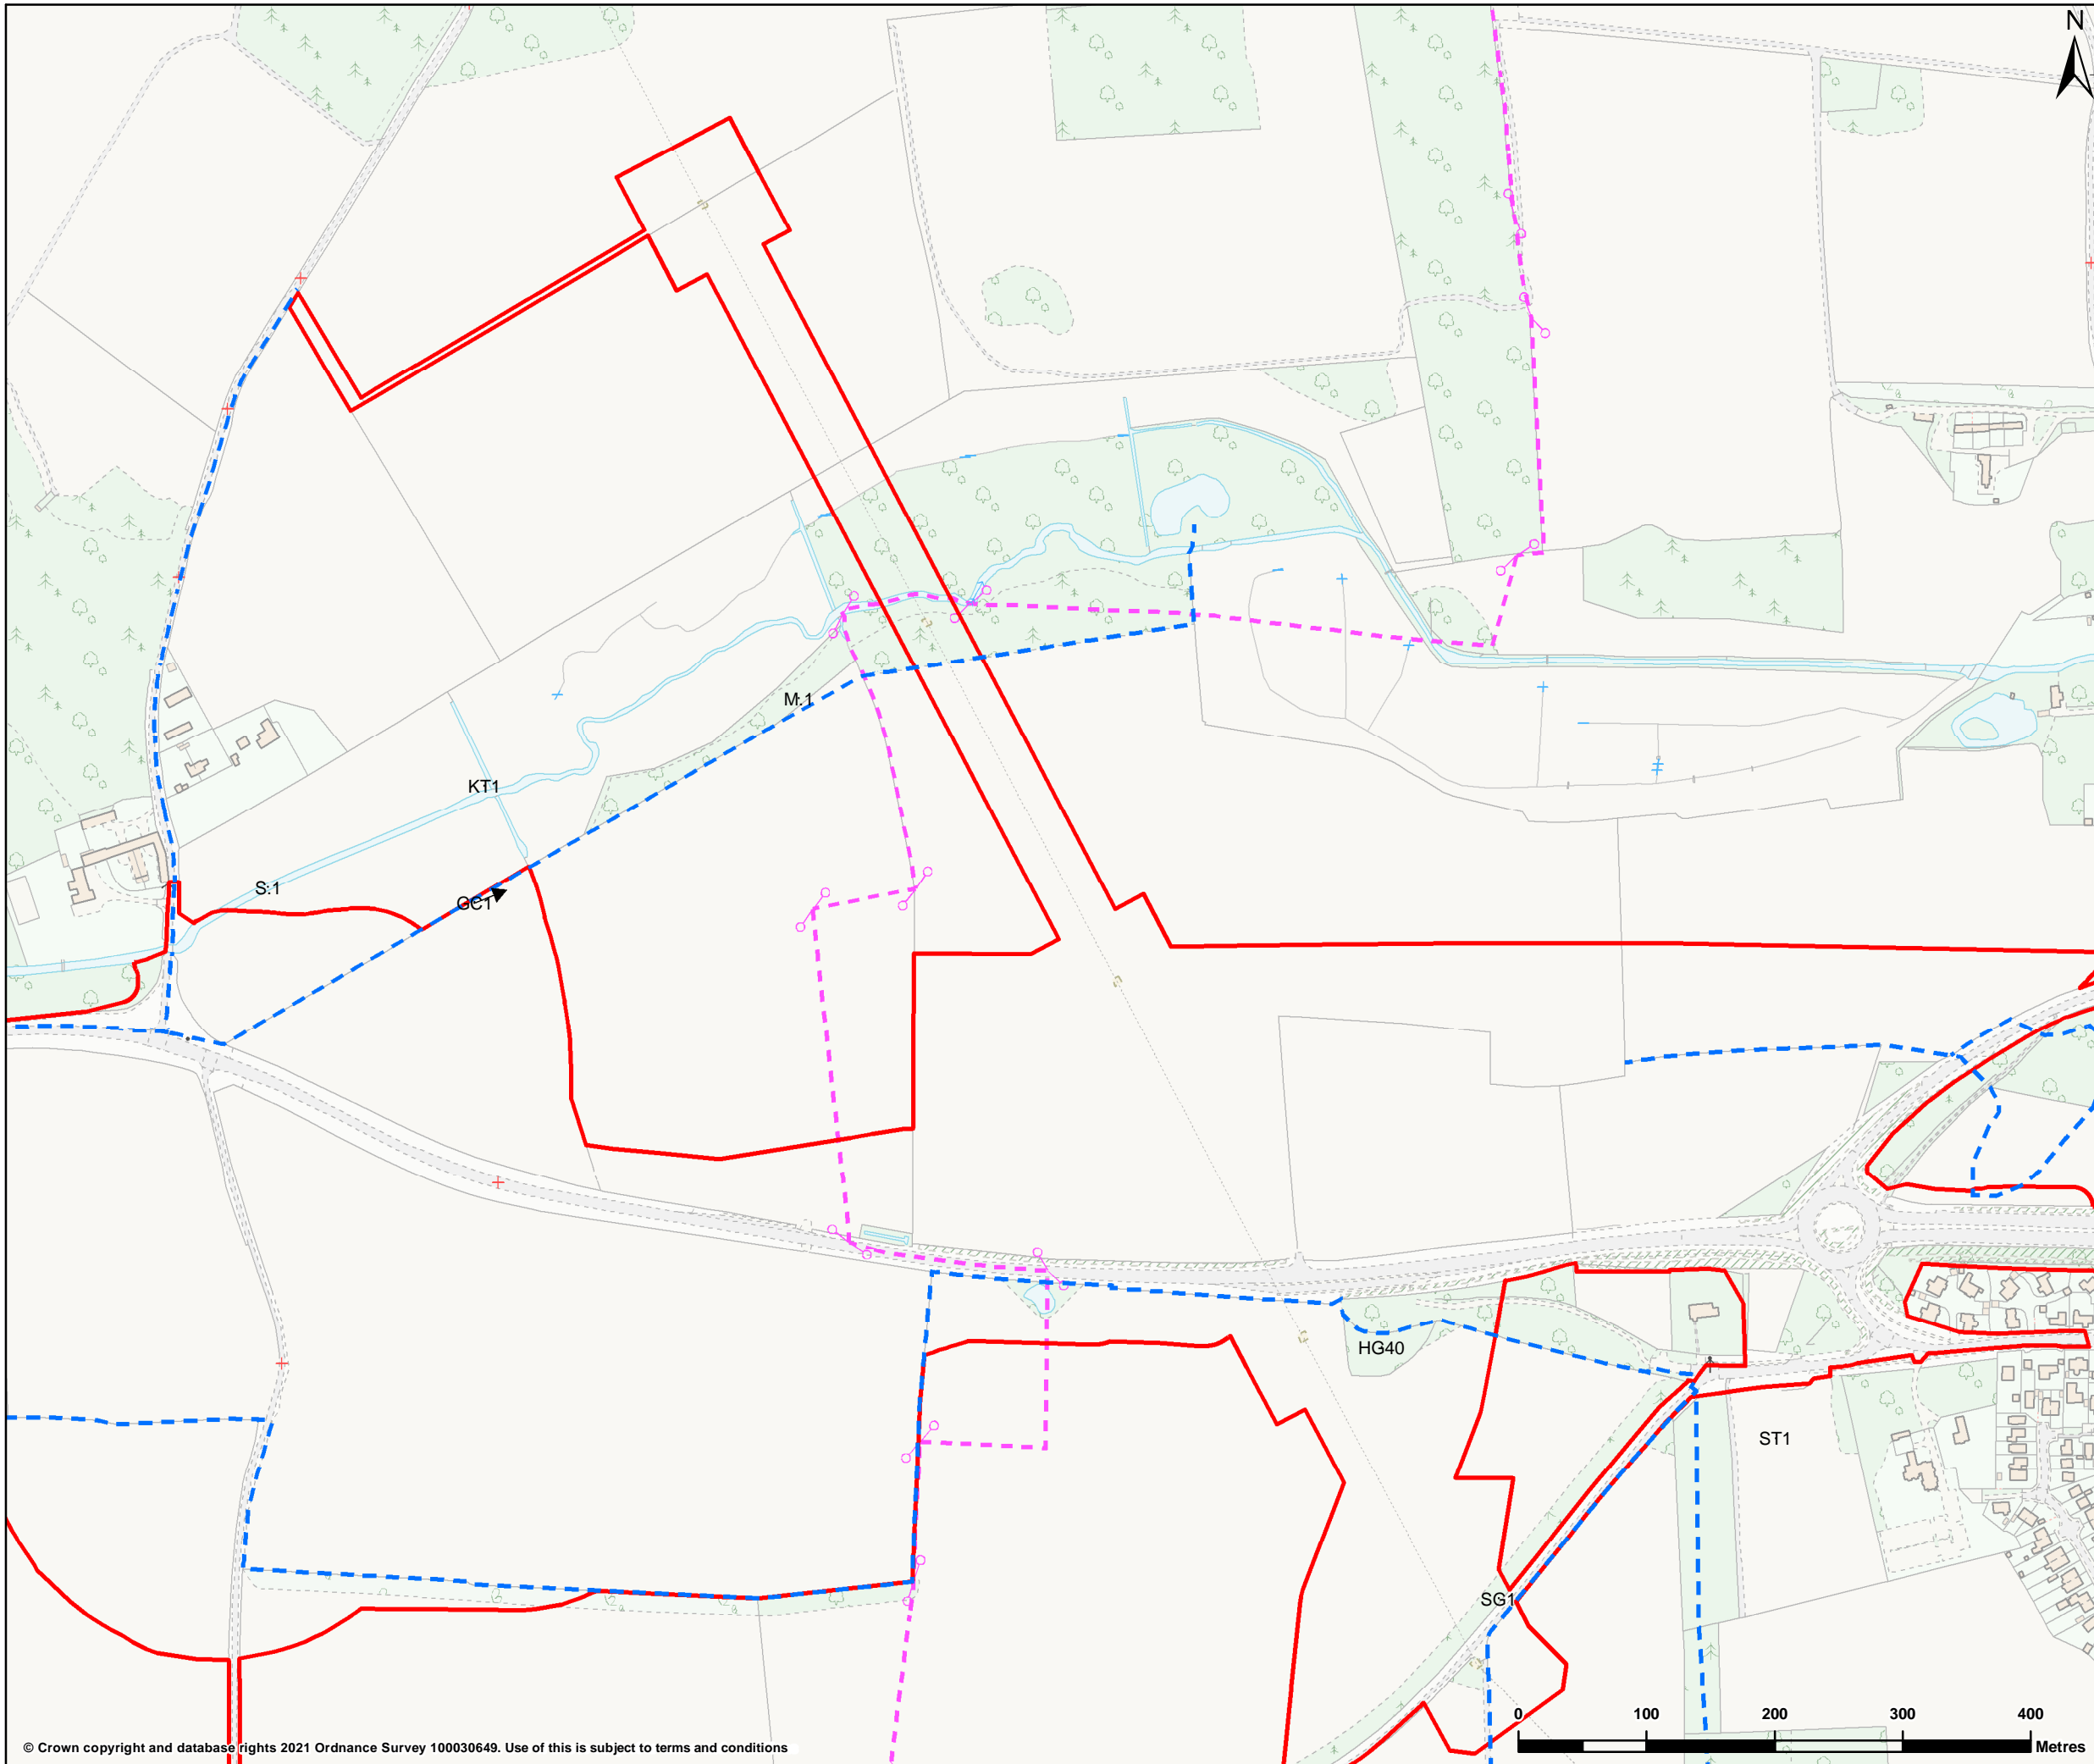 N
M:1
KT1
S:1
GC1
HG40
ST1
SG1
0 100 200 300 400
Metres
© Crown copyright and database rights 2021 Ordnance Survey 100030649. Use of this is subject to terms and conditions